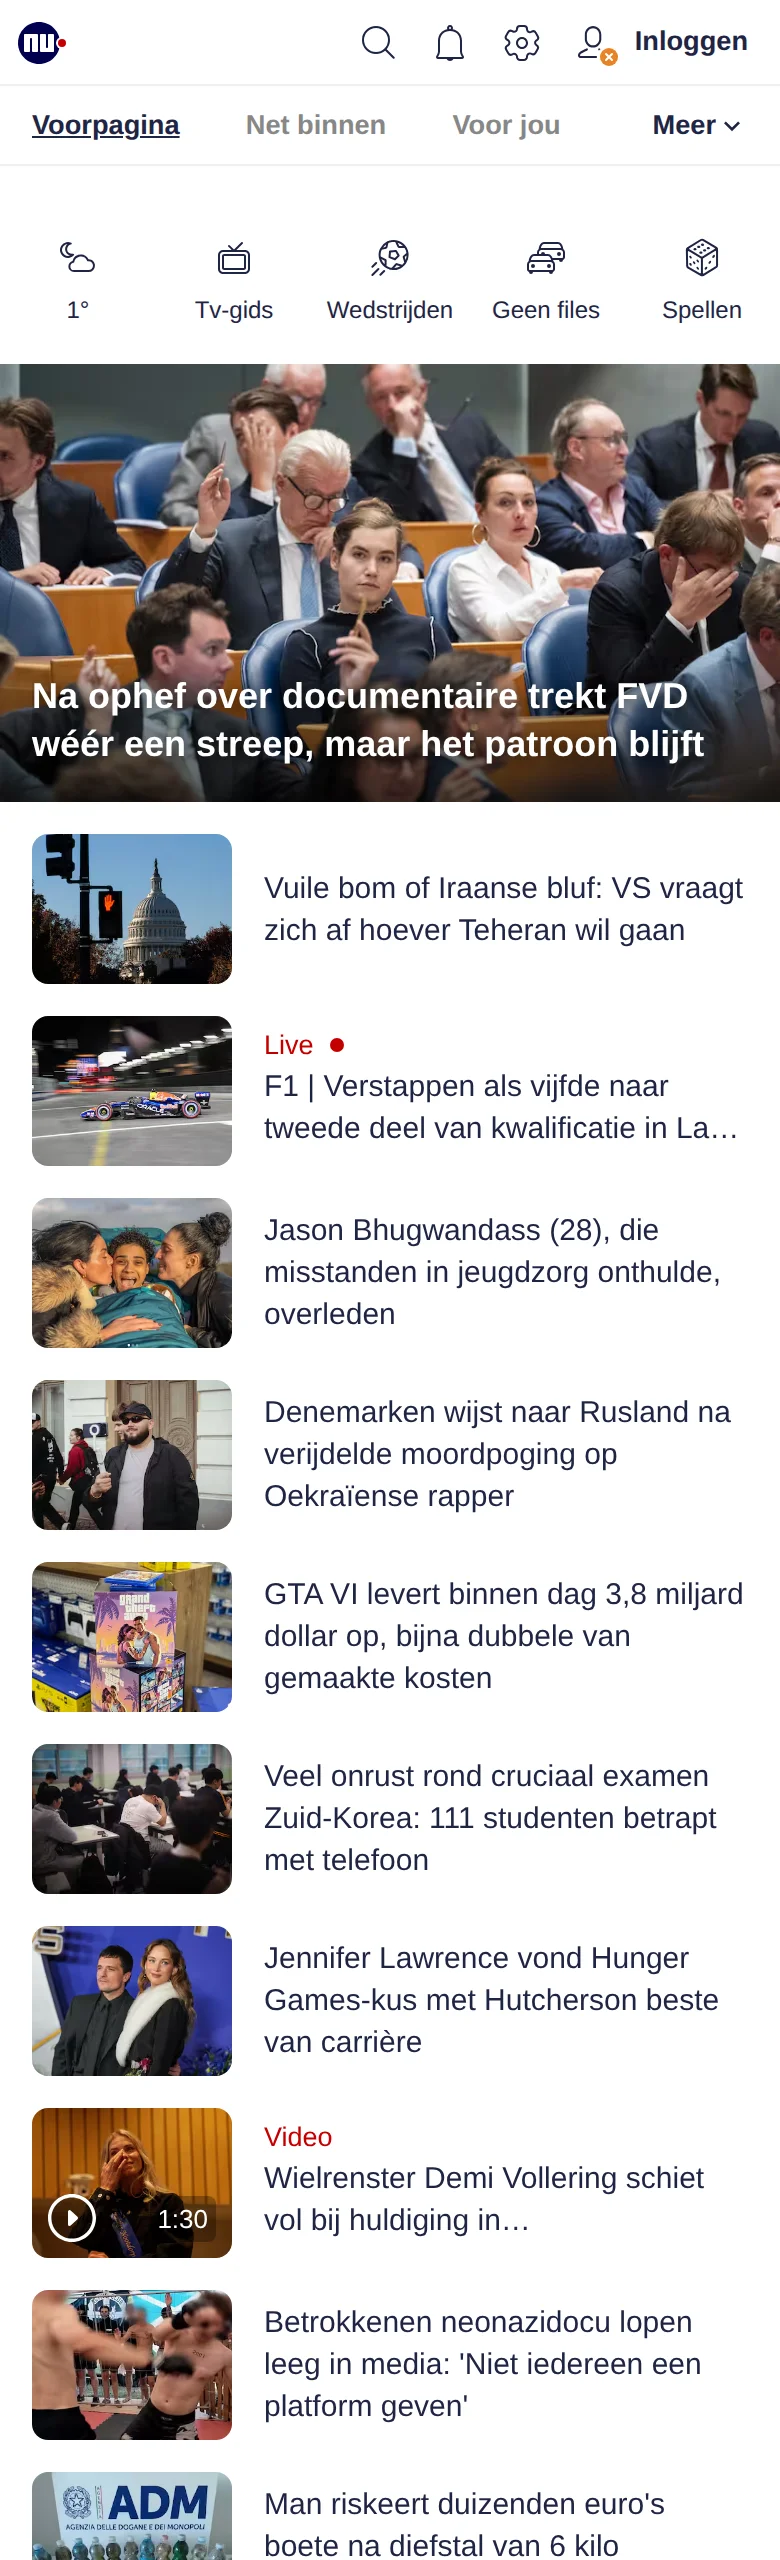 nu
Inloggen
Voorpagina
Net binnen
Voor jou
Meer
1°
Tv-gids
Wedstrijden
Geen files
Spellen
Na ophef over documentaire trekt FVD
wéér een streep, maar het patroon blijft
Vuile bom of Iraanse bluf: VS vraagt
zich af hoever Teheran wil gaan
Live
F1 | Verstappen als vijfde naar
tweede deel van kwalificatie in La…
ORACLE
Jason Bhugwandass (28), die
misstanden in jeugdzorg onthulde,
overleden
Denemarken wijst naar Rusland na
verijdelde moordpoging op
Oekraïense rapper
GTA VI levert binnen dag 3,8 miljard
dollar op, bijna dubbele van
gemaakte kosten
grand
theft
Veel onrust rond cruciaal examen
Zuid-Korea: 111 studenten betrapt
met telefoon
Jennifer Lawrence vond Hunger
Games-kus met Hutcherson beste
van carrière
Video
Wielrenster Demi Vollering schiet
vol bij huldiging in…
1:30
Betrokkenen neonazidocu lopen
leeg in media: 'Niet iedereen een
platform geven'
Man riskeert duizenden euro's
boete na diefstal van 6 kilo
ADM
AGENZIA DELLE DOGANE E DEI MONOPOLI